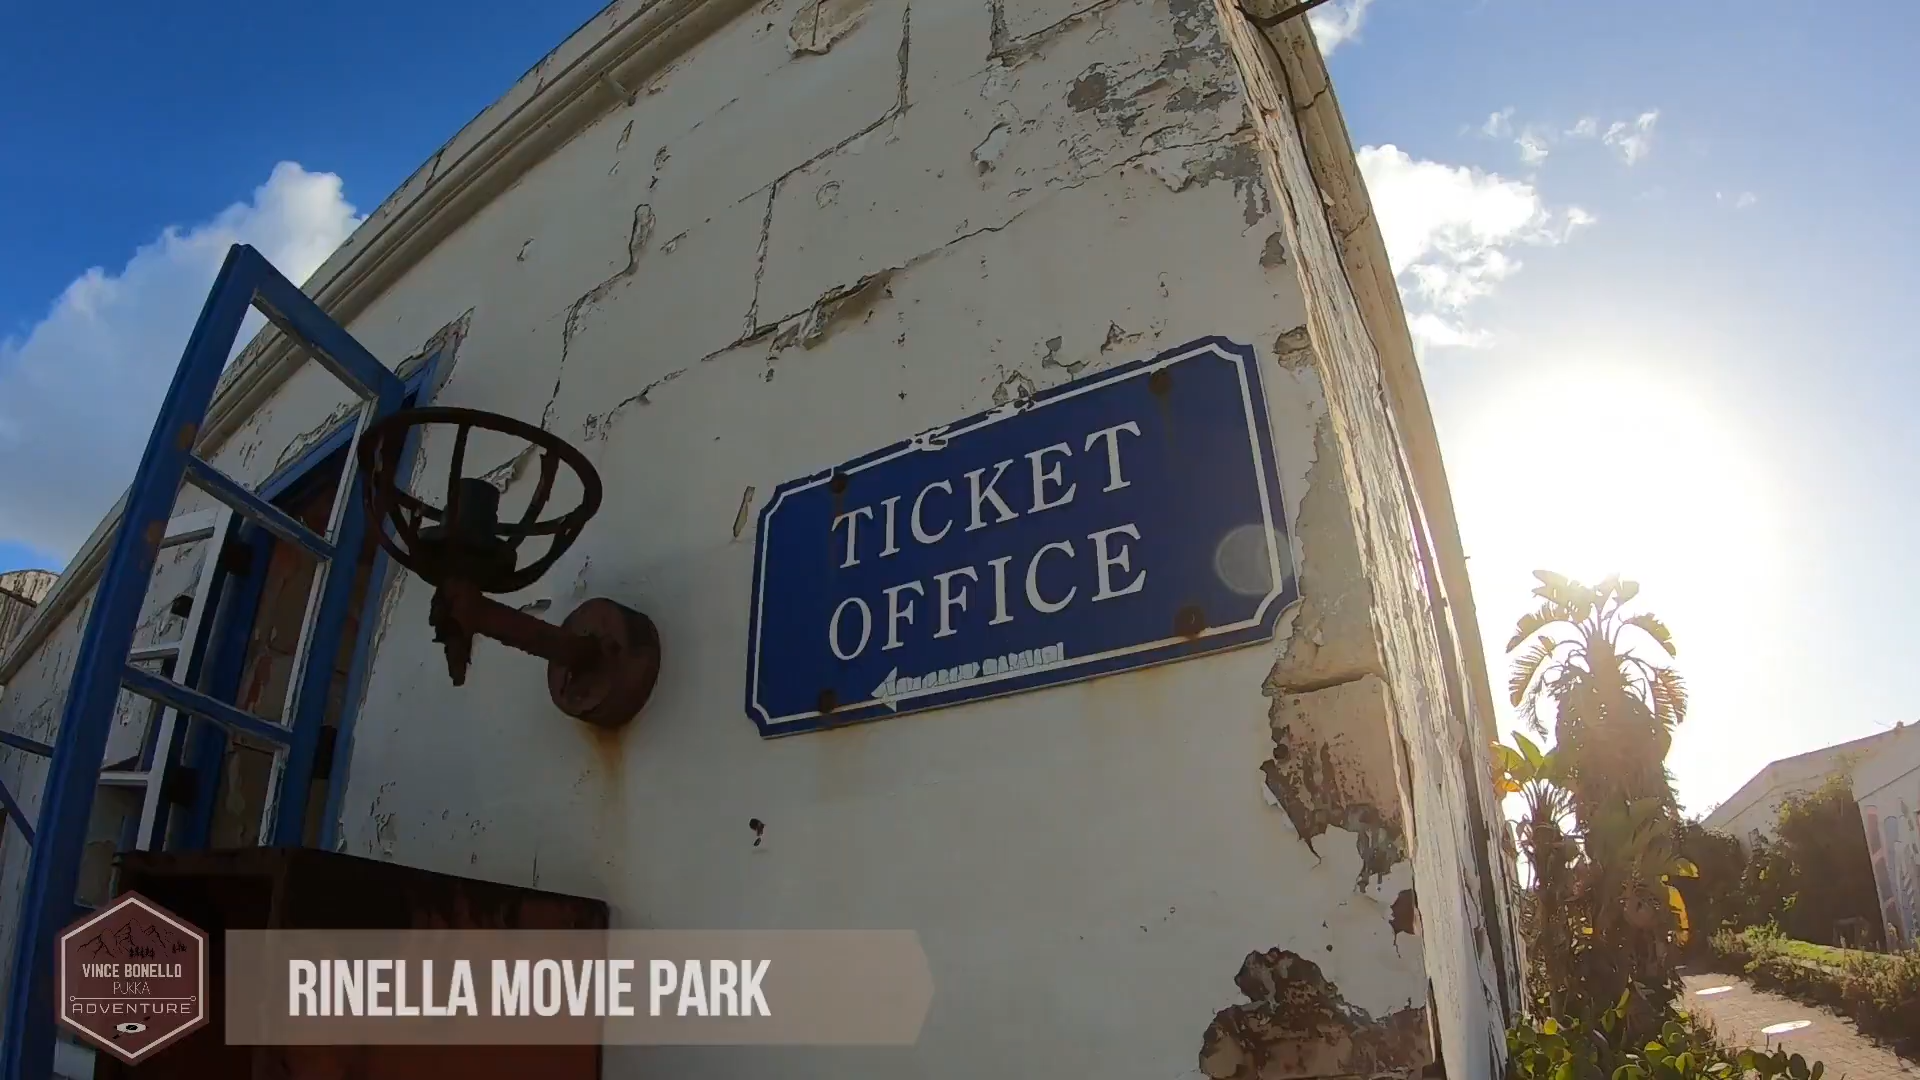 TICKET
OFFICE
VINCE BONELLO
PUKKA
ADVENTURE
RINELLA MOVIE PARK